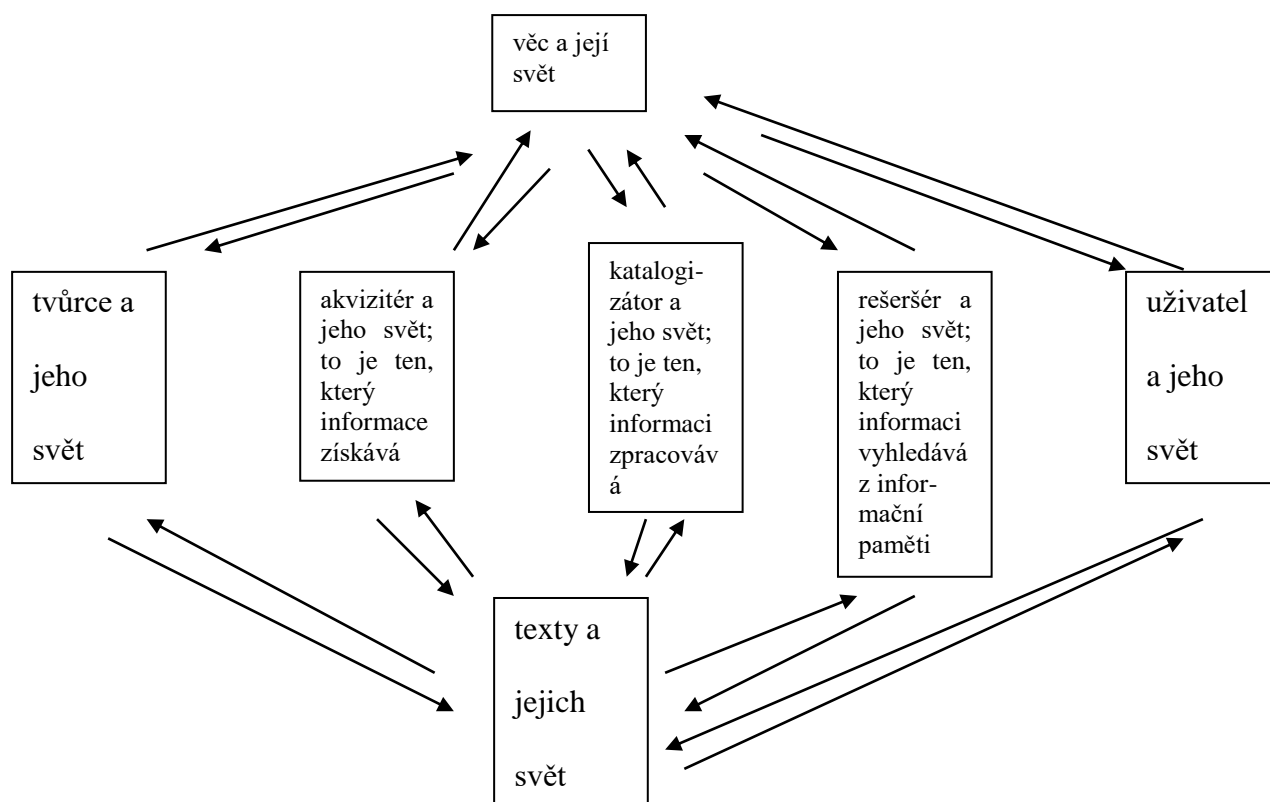 věc a její
svět
tvůrce a
jeho
svět
akvizitér a
jeho svět;
to je ten,
který
informace
získává
katalogi-
zátor a
jeho svět;
to je ten,
který
informaci
zpracováv
á
rešeršér a
jeho svět;
to je ten,
který
informaci
vyhledává
z infor-
mační
paměti
uživatel
a jeho
svět
texty a
jejich
svět